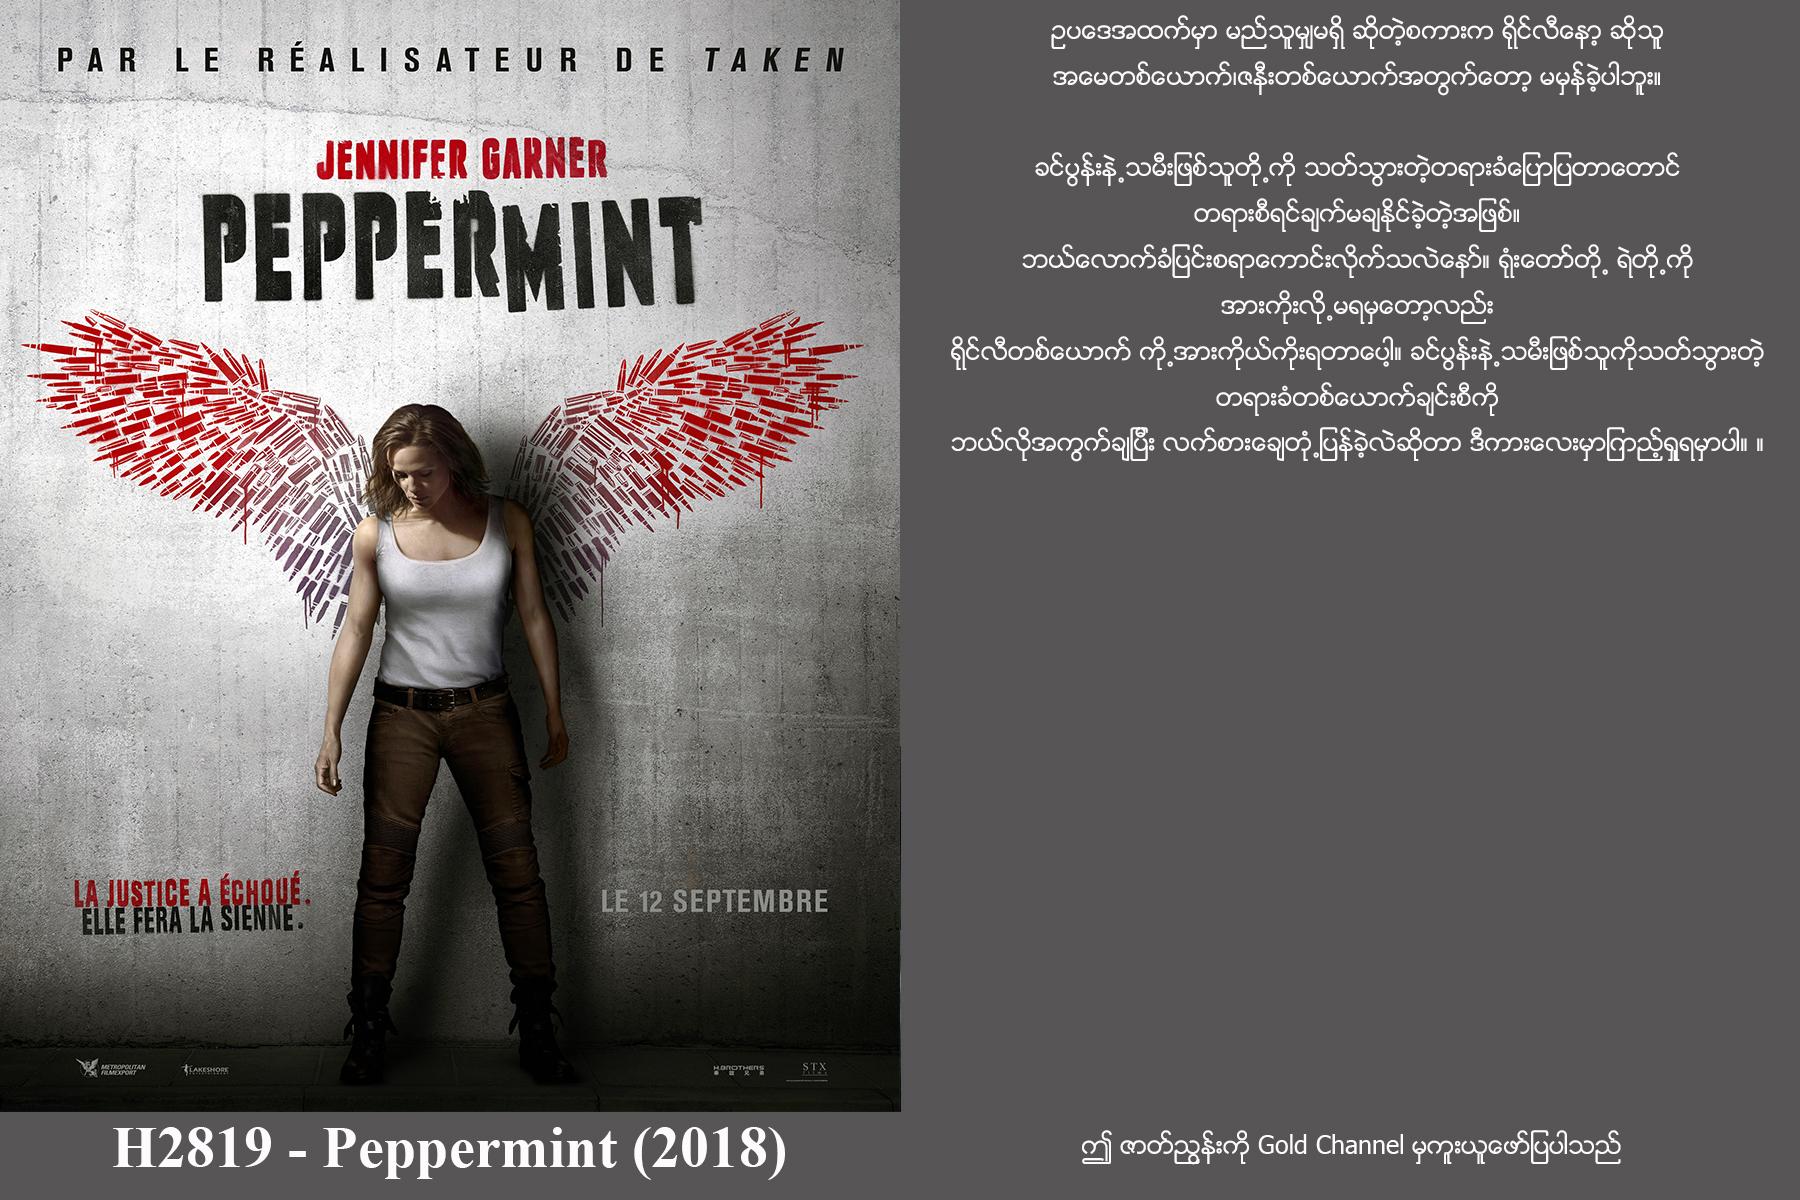 PAR LE RÉALISATEUR DE TAKEN
JENNIFER GARNER
PEPPERMINT
LA JUSTICE A ÉCHOUÉ.
ELLE FERA LA SIENNE.
LE 12 SEPTEMBRE
METROPOLITAN
FILMEXPORT
LAKESHORE
ENTERTAINMENT
H.BROTHERS
華誼兄弟
STX
films
H2819 - Peppermint (2018)
ဥပဒေအထက်မှာ မည်သူမျှမရှိ ဆိုတဲ့စကားက ရိုင်လီနော့ ဆိုသူ
အမေတစ်ယောက်၊ဇနီးတစ်ယောက်အတွက်တော့ မမှန်ခဲ့ပါဘူး။
ခင်ပွန်းနဲ့ သမီးဖြစ်သူတို့ကို သတ်သွားတဲ့တရားခံပြောပြတာတောင်
တရားစီရင်ချက်မချနိုင်ခဲ့တဲ့အဖြစ်။
ဘယ်လောက်ခံပြင်းစရာကောင်းလိုက်သလဲနော်။ ရုံးတော်တို့ ရဲတို့ကို
အားကိုးလို့မရမှတော့လည်း
ရိုင်လီတစ်ယောက် ကို့အားကိုယ်ကိုးရတာပေ့ါ။ ခင်ပွန်းနဲ့ သမီးဖြစ်သူကိုသတ်သွားတဲ့
တရားခံတစ်ယောက်ချင်းစီကို
ဘယ်လိုအကွက်ချပြီး လက်စားချေတုံ့ပြန်ခဲ့လဲဆိုတာ ဒီကားလေးမှာကြည့်ရှုရမှာပါ။ ။
ဤ ဇာတ်ညွှန်းကို Gold Channel မှကူးယူဖော်ပြပါသည်